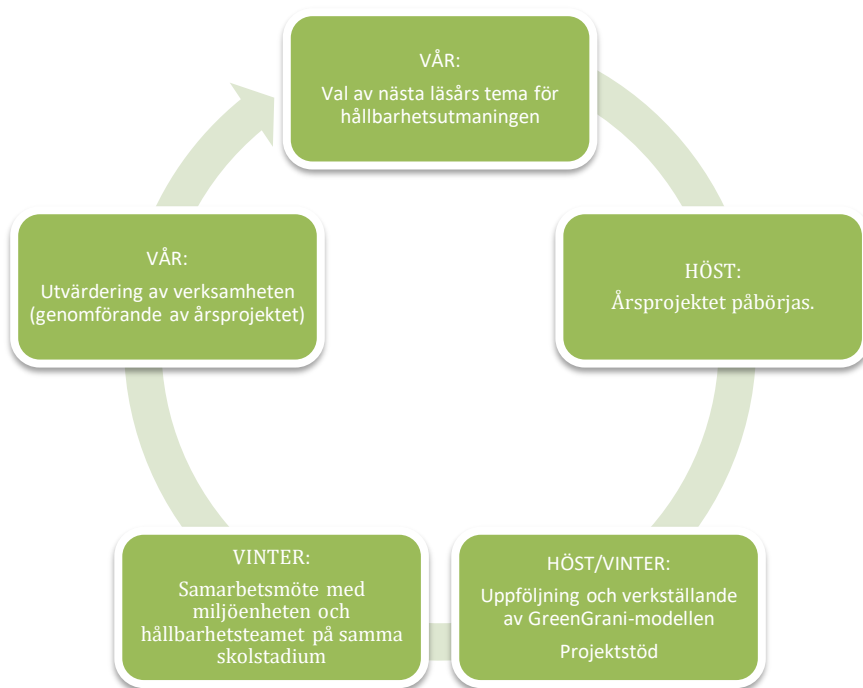 VÅR:
Val av nästa läsårs tema för
hållbarhetsutmaningen
HÖST:
Årsprojektet påbörjas.
HÖST/VINTER:
Uppföljning och verkställande
av GreenGrani-modellen
Projektstöd
VINTER:
Samarbetsmöte med
miljöenheten och
hållbarhetsteamet på samma
skolstadium
VÅR:
Utvärdering av verksamheten
(genomförande av årsprojektet)